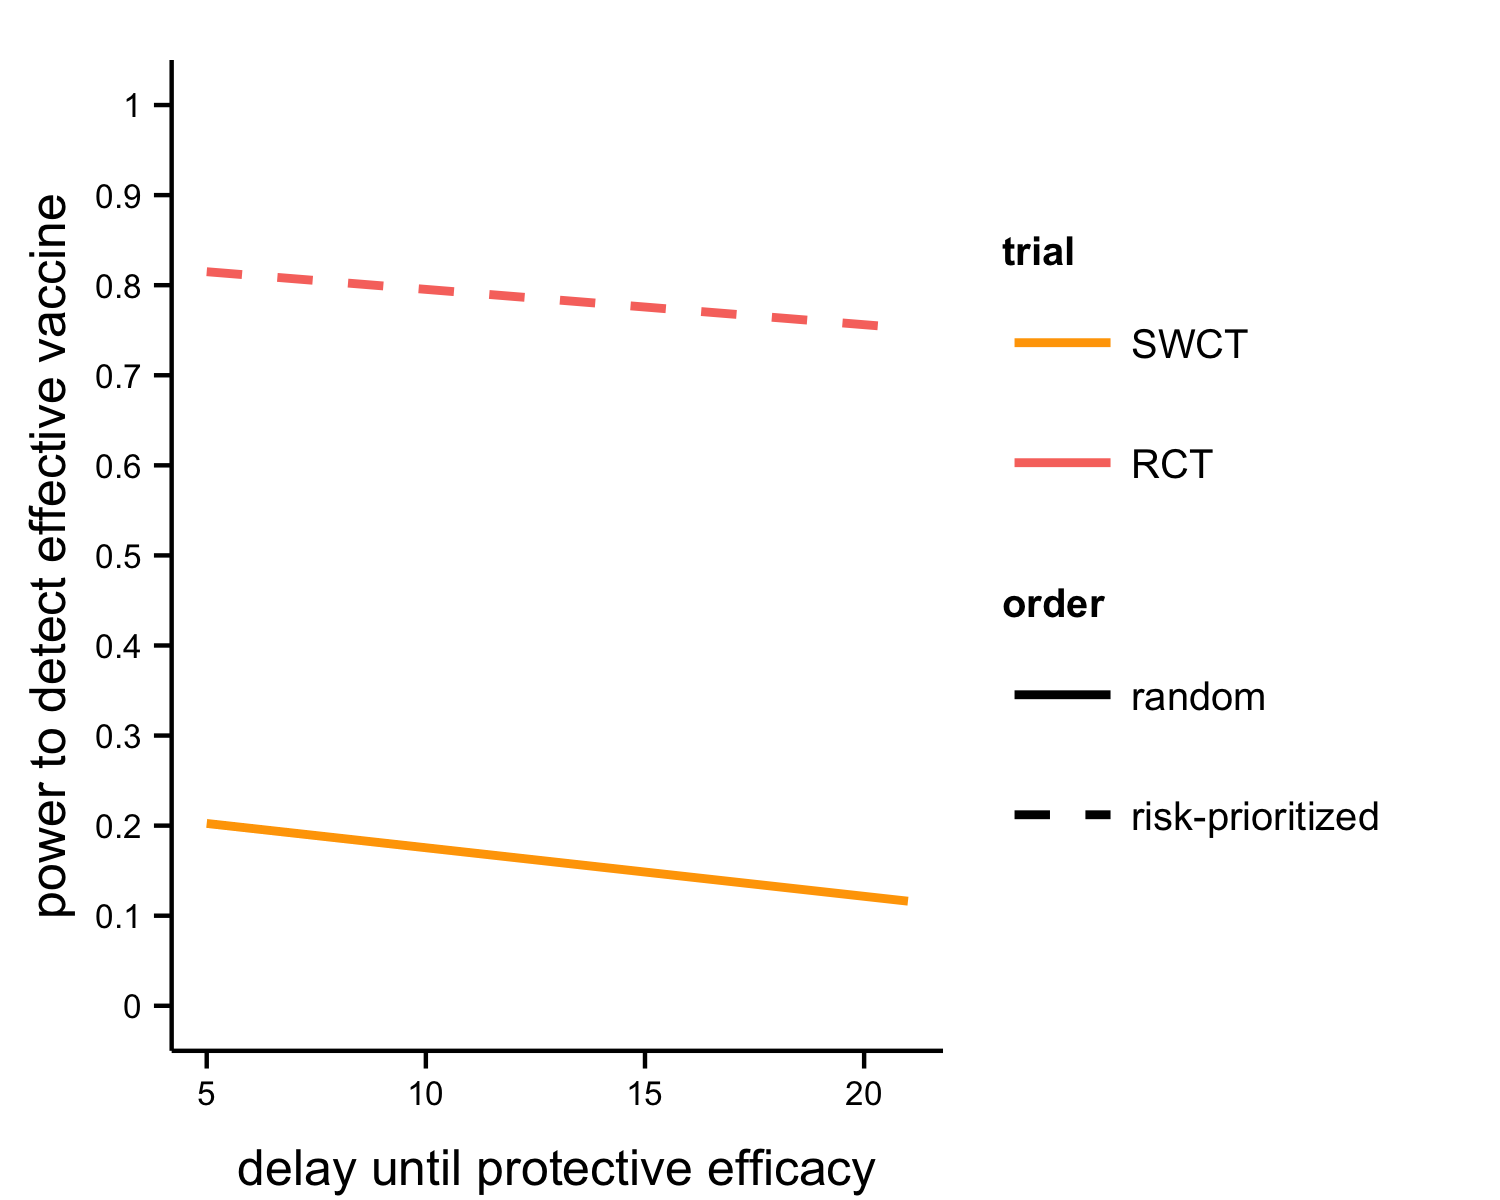 power to detect effective vaccine
1
0.9
0.8
0.7
0.6
0.5
0.4
0.3
0.2
0.1
0
5 10 15 20
delay until protective efficacy
trial
SWCT
RCT
order
random
risk-prioritized